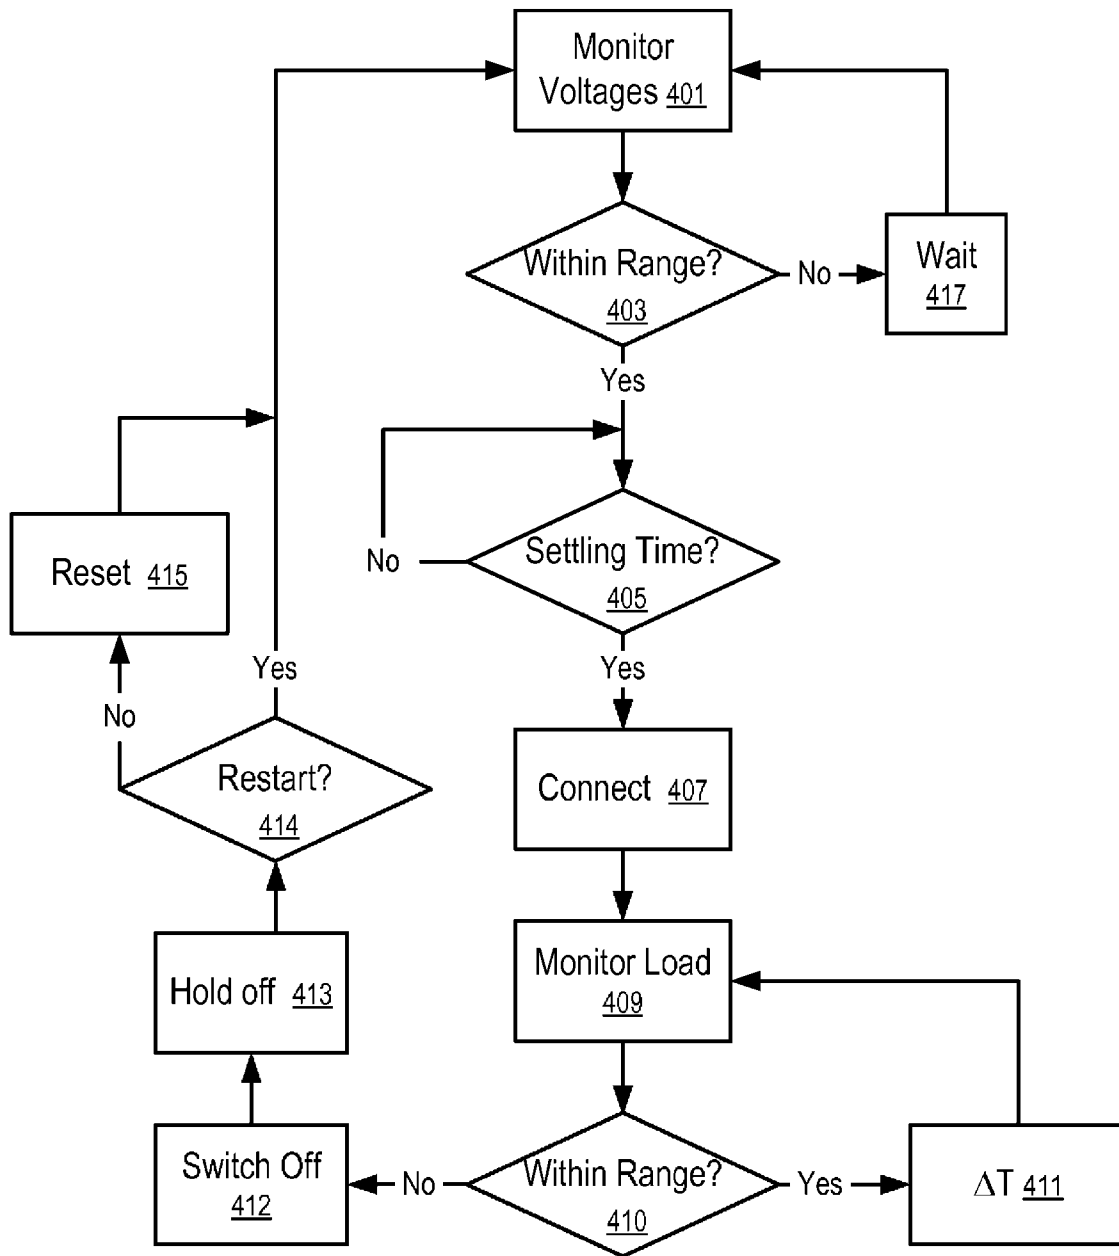 Monitor
Voltages 401
Within Range?
403
No
Wait
417
Yes
Settling Time?
405
No
Reset 415
Yes
Yes
No
Connect 407
Restart?
414
Monitor Load
409
Hold off 413
Within Range?
410
No
Yes
Switch Off
412
ΔT 411